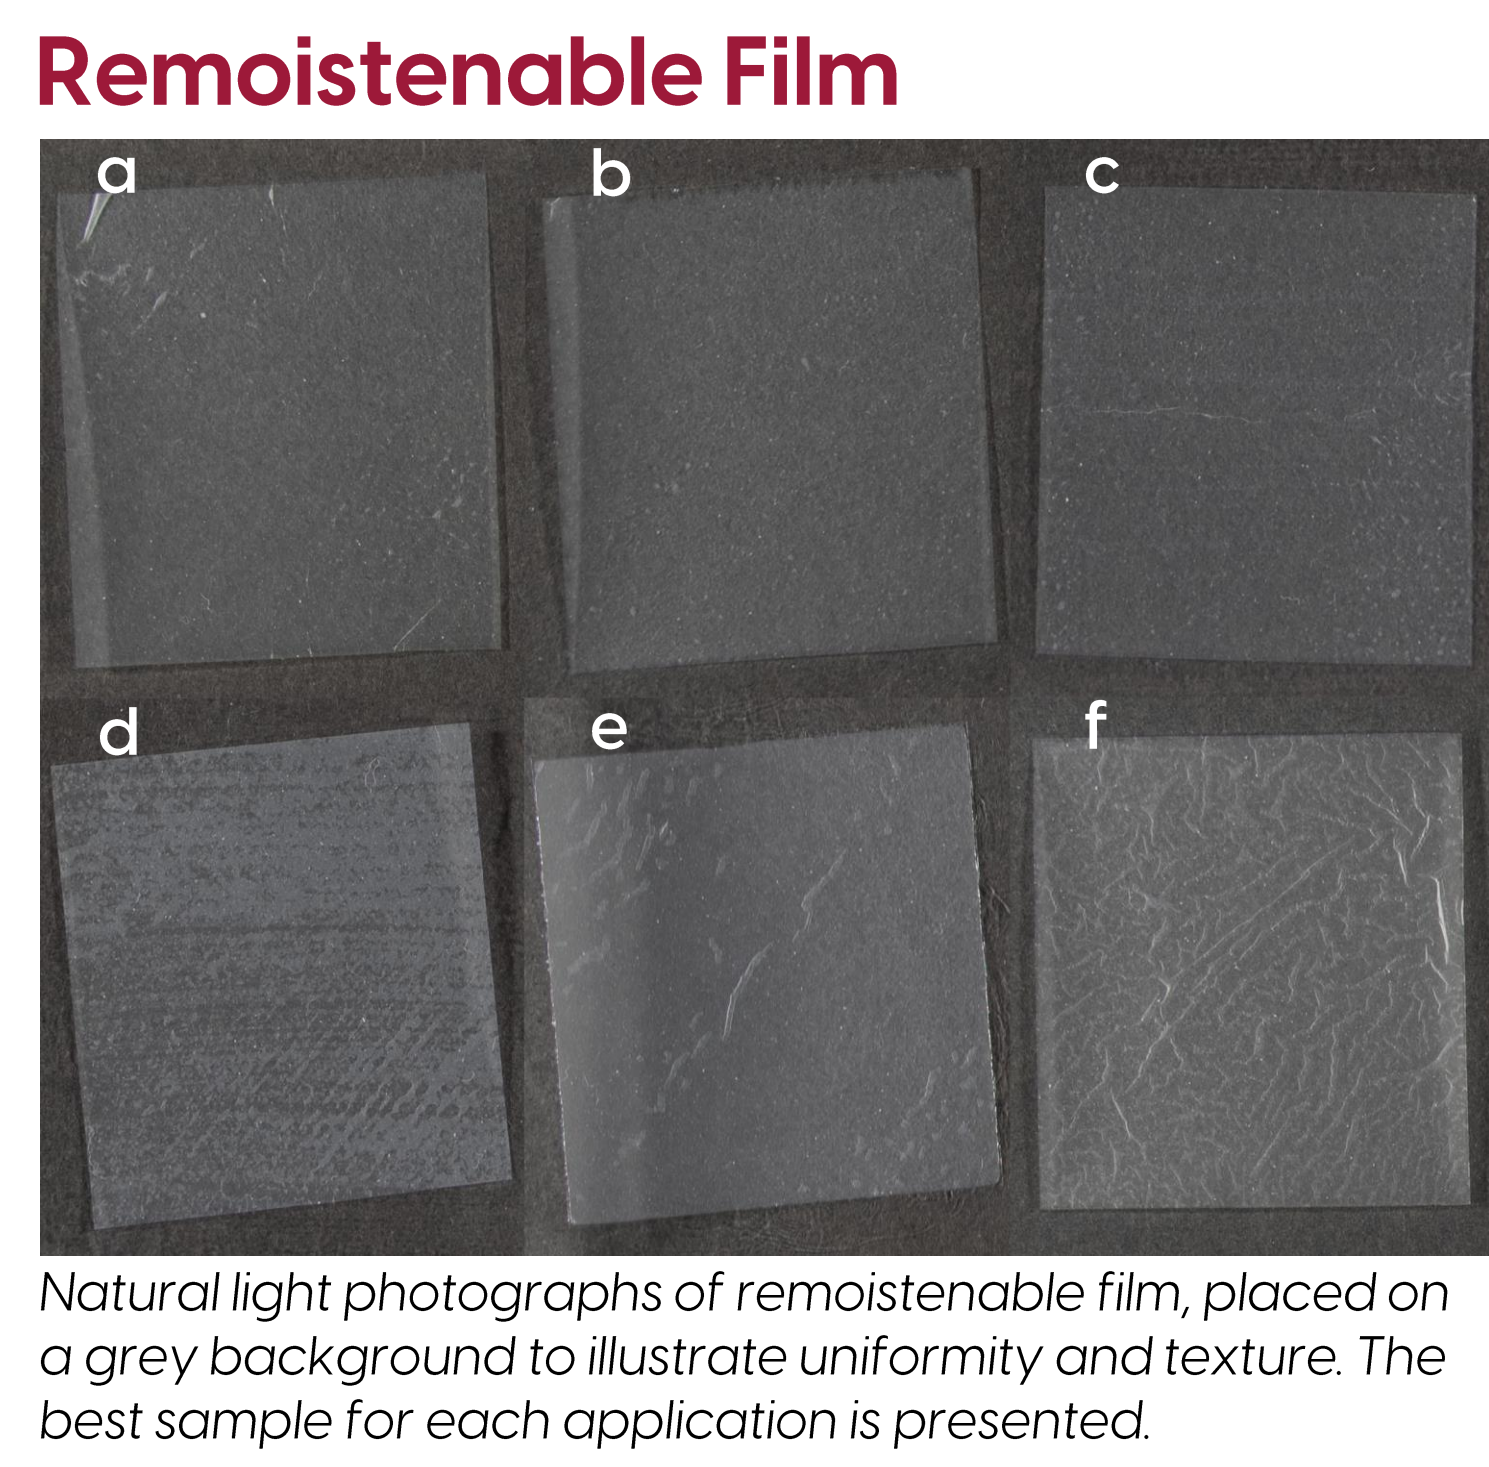 Remoistenable Film
a
b
c
d
e
f
Natural light photographs of remoistenable film, placed on
a grey background to illustrate uniformity and texture. The
best sample for each application is presented.